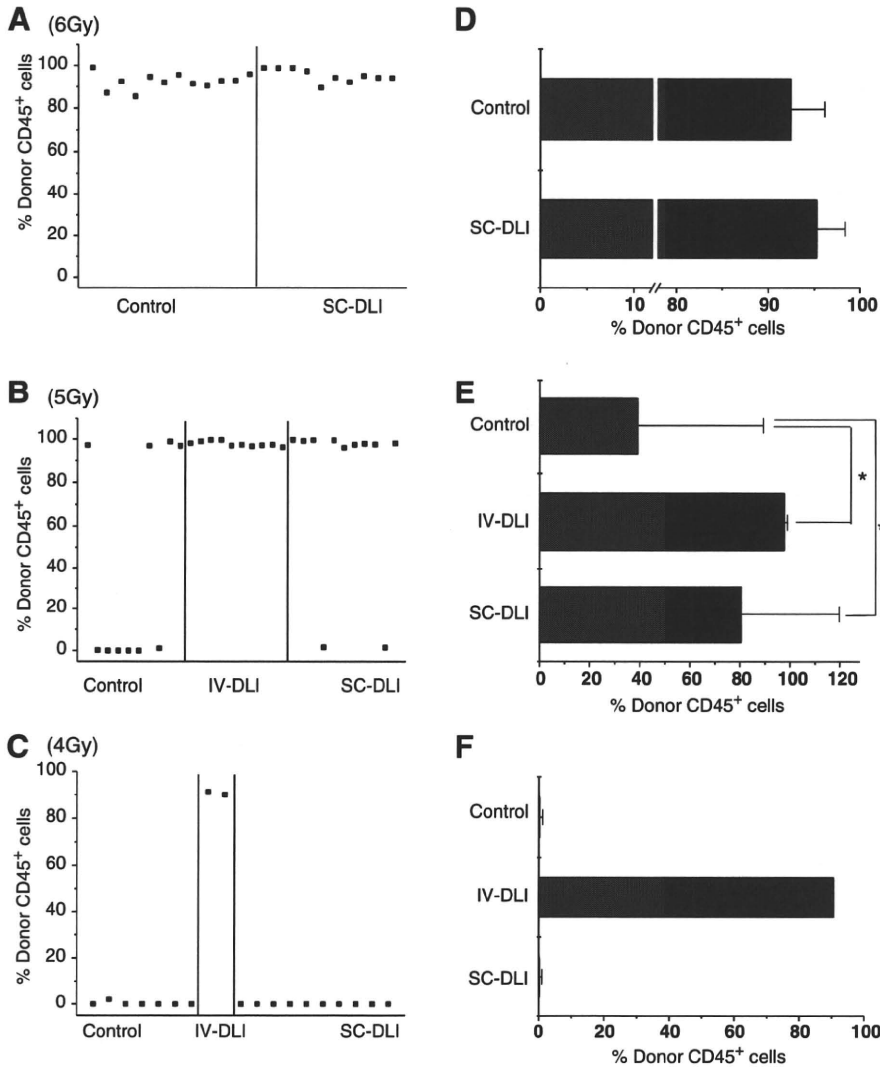 A (6Gy)
% Donor CD45+ cells
100
80
60
40
20
0
Control SC-DLI
D
Control
SC-DLI
0 10 80 90 100
% Donor CD45+ cells
B (5Gy)
% Donor CD45+ cells
100
80
60
40
20
0
Control IV-DLI SC-DLI
E
Control
IV-DLI
SC-DLI
*
0 20 40 60 80 100 120
% Donor CD45+ cells
C (4Gy)
% Donor CD45+ cells
100
80
60
40
20
0
Control IV-DLI SC-DLI
F
Control
IV-DLI
SC-DLI
0 20 40 60 80 100
% Donor CD45+ cells